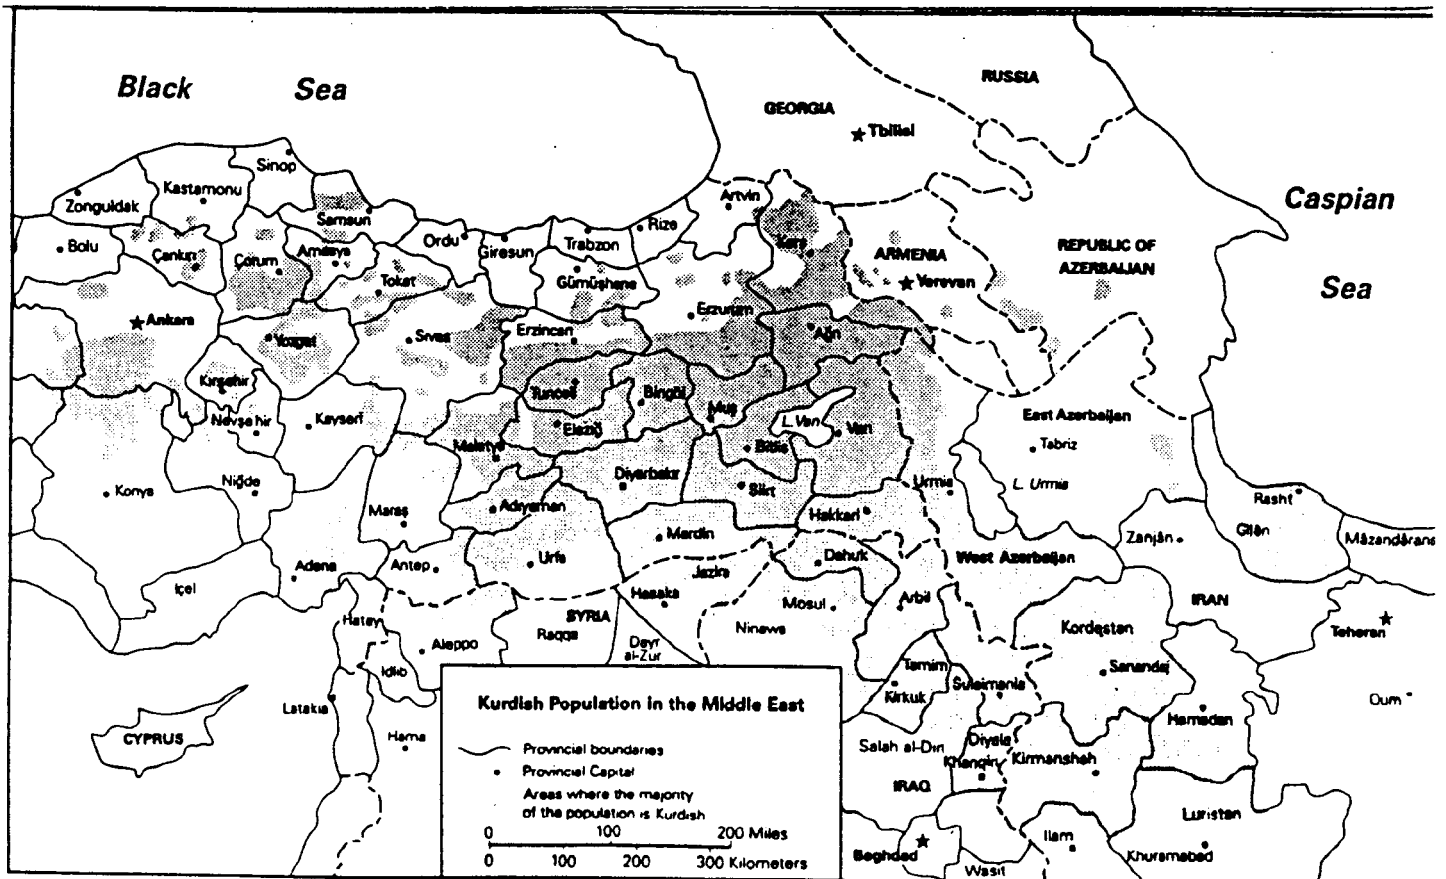 Black Sea
RUSSIA
GEORGIA
Tbilisi
Sinop
Kastamonu
Zonguldak
Samsun
Artvin
Caspian
Sea
Bolu
Çankırı
Çorum
Amasya
Ordu
Giresun
Trabzon
Rize
Kars
ARMENIA
Yerevan
REPUBLIC OF
AZERBAIJAN
Tokat
Gümüşhane
Ankara
Yozgat
Sivas
Erzincan
Erzurum
Ağrı
Kırşehir
Tunceli
Bingöl
Muş
L. Van
Van
East Azerbaijan
Tabriz
Nevşehir
Kayseri
Elazığ
Malatya
Bitlis
Konya
Niğde
Diyarbakır
Siirt
Urmia
L. Urmia
Rasht
Gilân
Maraş
Adıyaman
Mardin
Hakkari
Zanjân
Mâzandârans
Adana
Antep
Urfa
Dahuk
West Azerbaijan
İçel
Jazira
Hasaka
Mosul
Arbil
IRAN
Hatay
Aleppo
SYRIA
Raqqa
Ninawa
Kordestan
Teheran
Idlib
Deyr
al-Zur
Tamim
Kirkuk
Sulaimania
Sanandaj
Latakia
CYPRUS
Hama
Hamadan
Qum
Salah al-Din
Diyala
Khanqin
Kirmanshah
IRAQ
Luristan
Baghdad
Ilam
Khuramabad
Wasit
Kurdish Population in the Middle East
Provincial boundaries
Provincial Capital
Areas where the majority
of the population is Kurdish
0 100 200 Miles
0 100 200 300 Kilometers